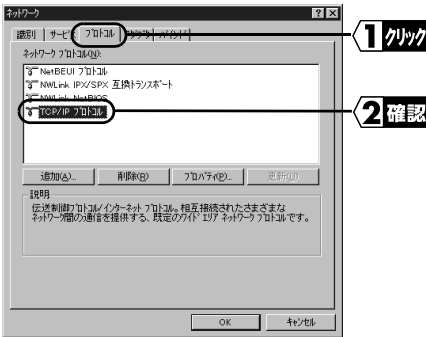 ネットワーク
識別
サービス
プロトコル
アダプタ
バインド
1 クリック
ネットワーク プロトコル(N):
NetBEUI プロトコル
NWLink IPX/SPX 互換トランスポート
NWLink NetBIOS
TCP/IP プロトコル
2 確認
追加(A)...
削除(R)
プロパティ(P)...
更新(U)
説明
伝送制御プロトコル/インターネット プロトコル。相互接続されたさまざまな
ネットワーク間の通信を提供する、既定のワイド エリア ネットワーク プロトコルです。
OK
キャンセル